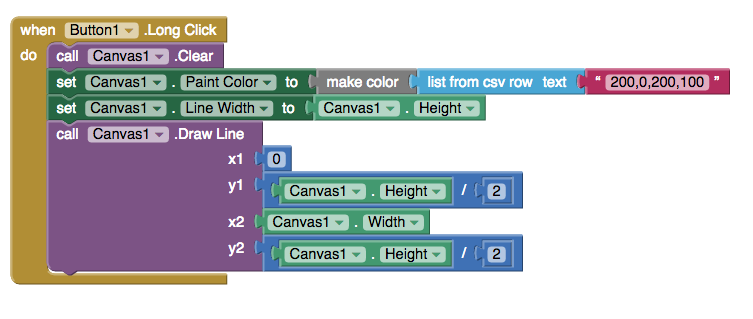 when Button1 .Long Click
do call Canvas1 .Clear
set Canvas1 . Paint Color to make color list from csv row text " 200,0,200,100 "
set Canvas1 . Line Width to Canvas1 . Height
call Canvas1 .Draw Line
x1 0
y1 Canvas1 . Height / 2
x2 Canvas1 . Width
y2 Canvas1 . Height / 2